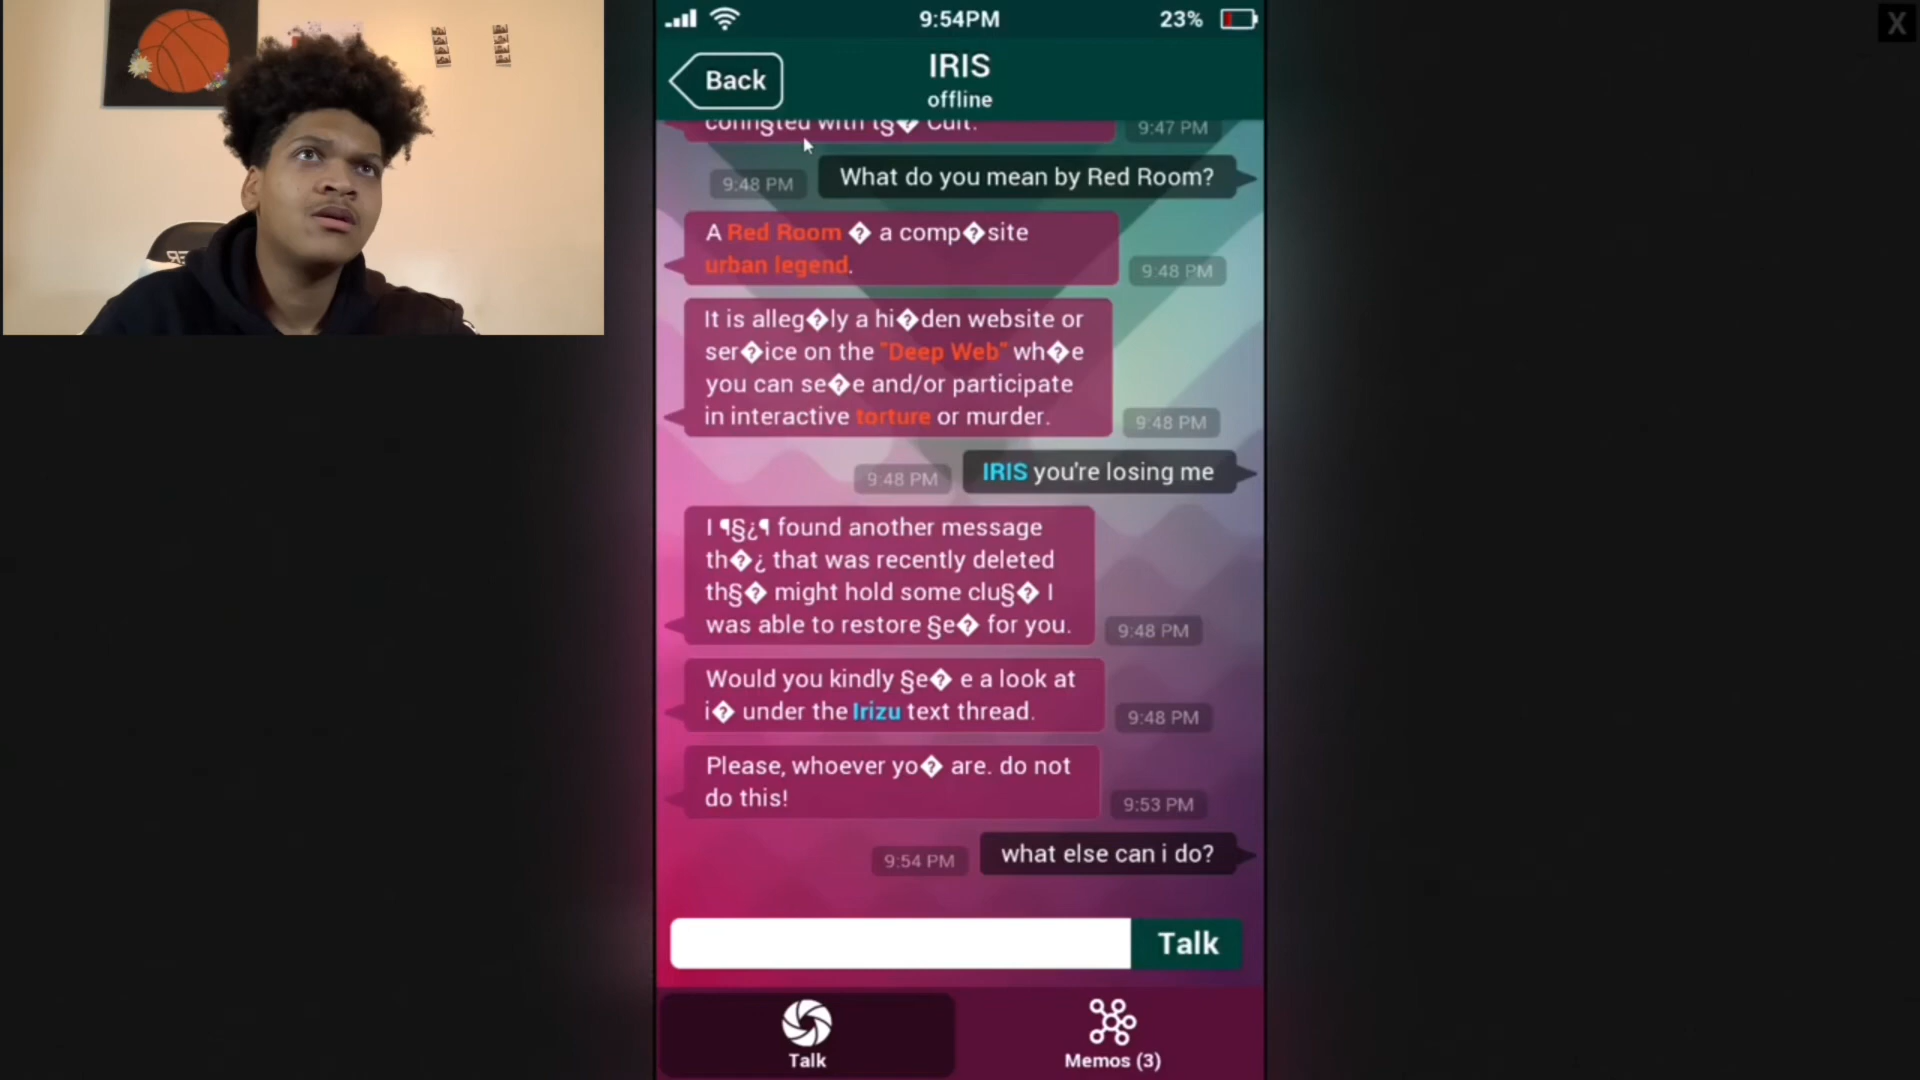 9:54PM
23%
X
Back
IRIS
offline
9:47 PM
What do you mean by Red Room?
9:48 PM
A Red Room � a comp�site
urban legend.
9:48 PM
It is alleg�ly a hi�den website or
ser�ice on the "Deep Web" wh�e
you can se�e and/or participate
in interactive torture or murder.
9:48 PM
IRIS you're losing me
9:48 PM
I ¶§¿¶ found another message
th�¿ that was recently deleted
th§� might hold some clu§� I
was able to restore §e� for you.
9:48 PM
Would you kindly §e� e a look at
i� under the Irizu text thread.
9:48 PM
Please, whoever yo� are. do not
do this!
9:53 PM
what else can i do?
9:54 PM
Talk
Talk
Memos (3)